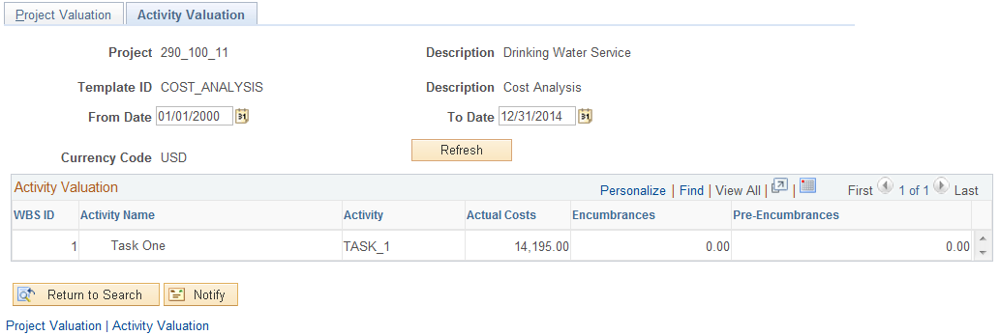 Project Valuation Activity Valuation
Project 290_100_11 Description Drinking Water Service
Template ID COST_ANALYSIS Description Cost Analysis
From Date 01/01/2000 31 To Date 12/31/2014 31
Currency Code USD Refresh
Activity Valuation Personalize | Find | View All | | First 1 of 1 Last
WBS ID Activity Name Activity Actual Costs Encumbrances Pre-Encumbrances
1 Task One TASK_1 14,195.00 0.00 0.00
Return to Search Notify
Project Valuation | Activity Valuation